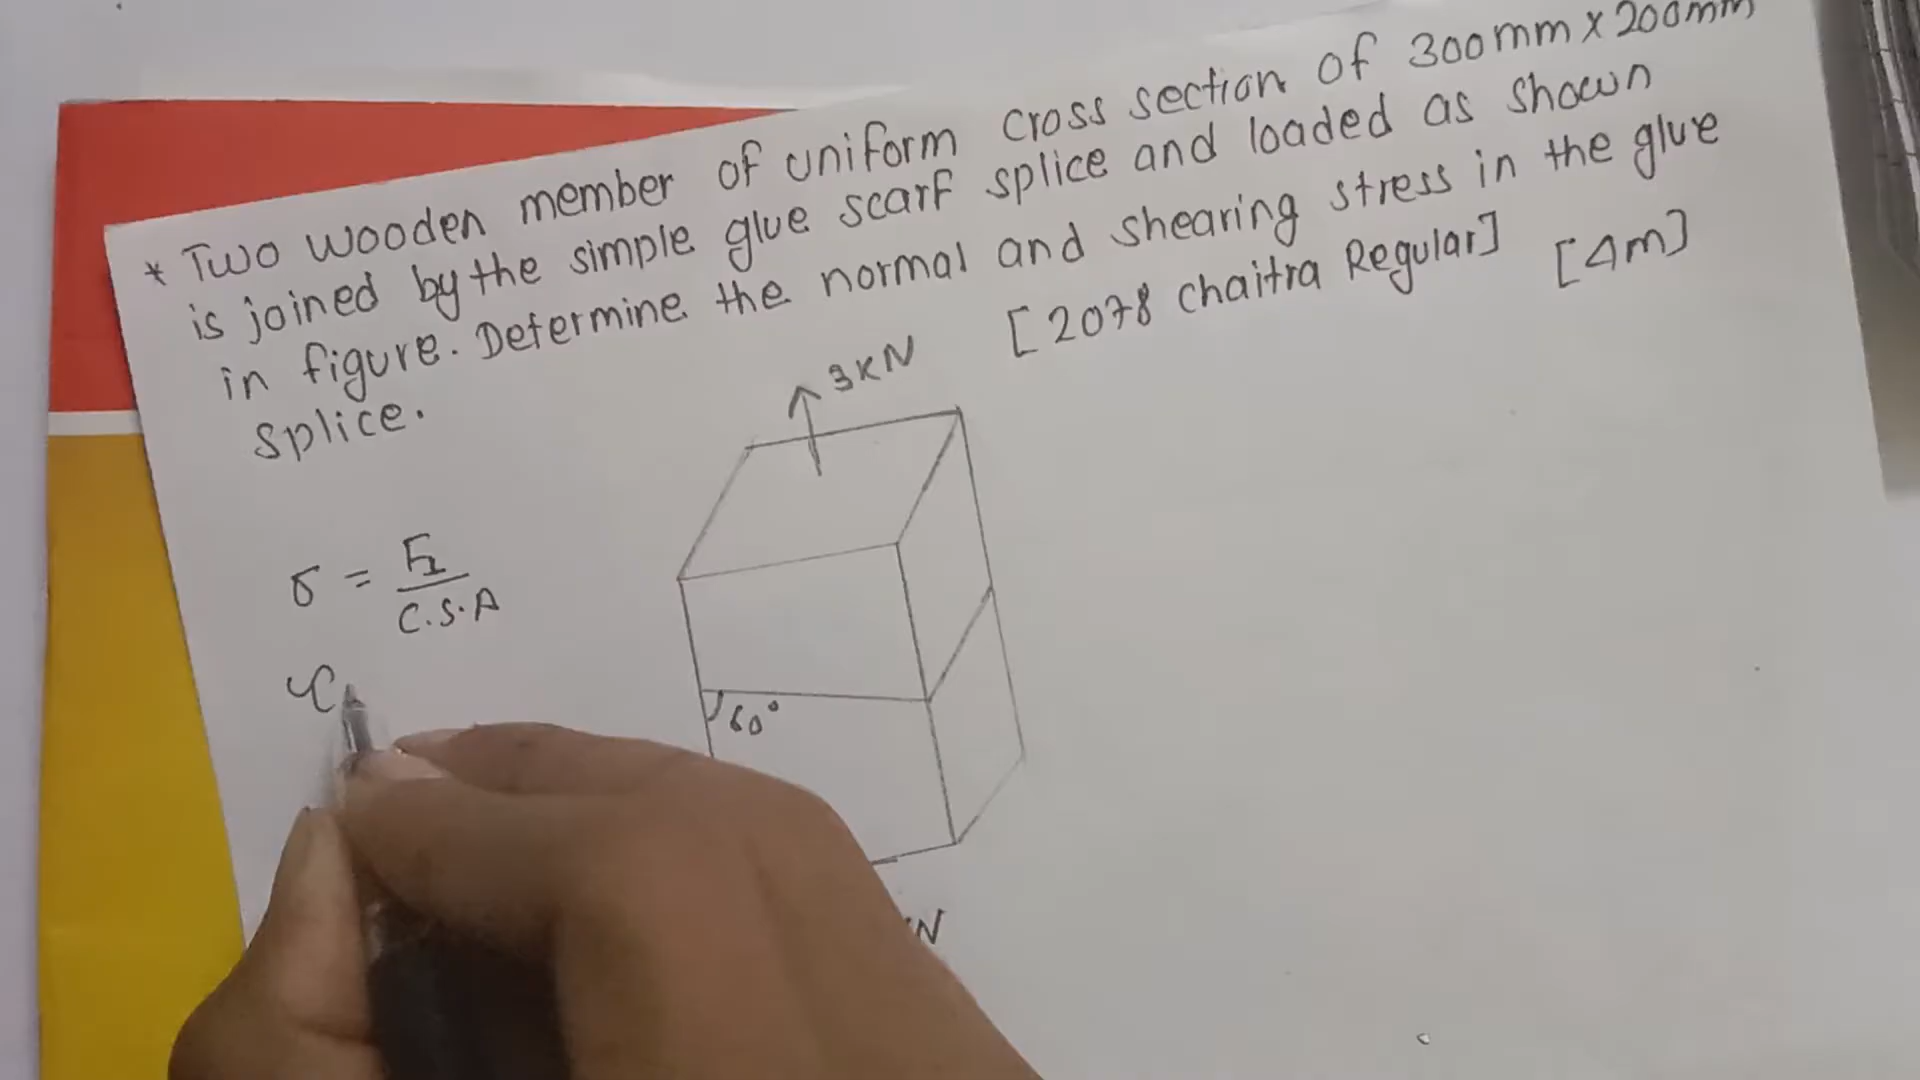 * Two wooden member of uniform cross section of 300mm x 200mm
is joined by the simple glue scarf splice and loaded as shown
in figure. Determine the normal and shearing stress in the glue
splice.
[2078 chaitra Regular] [4m]
3KN
σ = F⊥
C.S.A
τ
60°
N